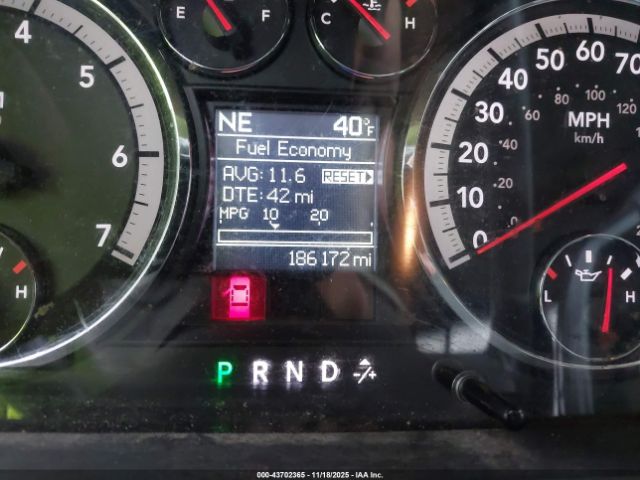 4
5
6
7
H
E F
C H
NE 40°F
Fuel Economy
AVG: 11.6 RESET
DTE: 42 mi
MPG 10 20
186172 mi
P R N D -/+
0 10 20 30 40 50 60 70
0 20 40 60 80 100 120
MPH
km/h
L H
000-43702365 - 11/18/2025 - IAA Inc.